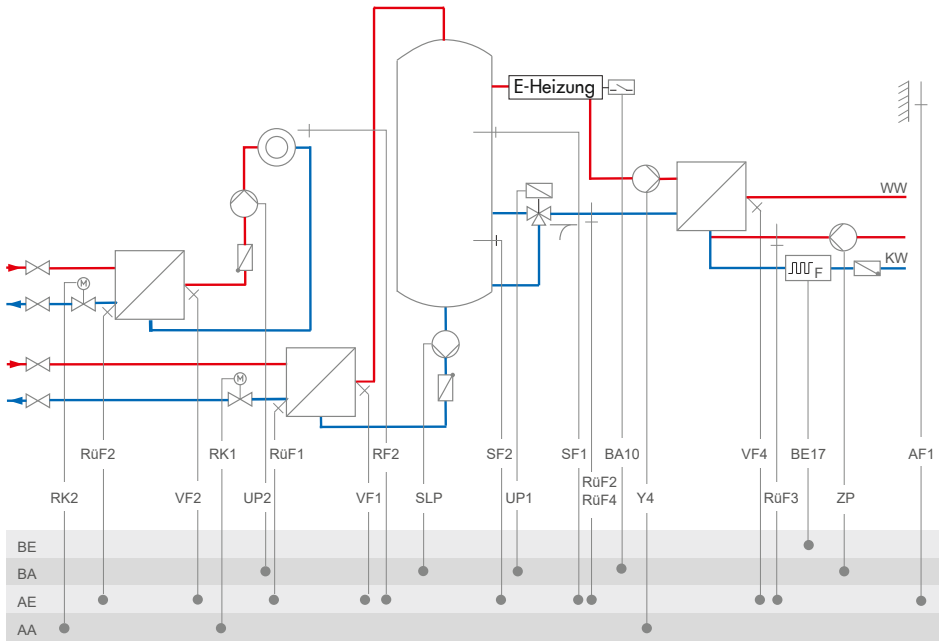 E-Heizung
WW
KW
F
M
M
RüF2
RK1
RüF1
RF2
SF2
SF1
BA10
VF4
BE17
AF1
RK2
VF2
UP2
VF1
SLP
UP1
RüF2
RüF4
Y4
RüF3
ZP
BE
BA
AE
AA